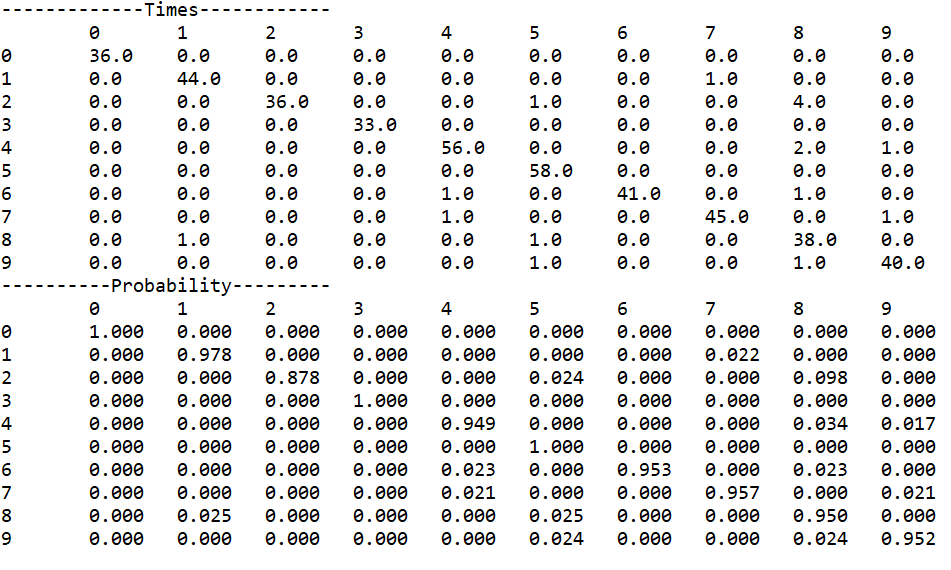 -------------Times------------
0 1 2 3 4 5 6 7 8 9
0 36.0 0.0 0.0 0.0 0.0 0.0 0.0 0.0 0.0 0.0
1 0.0 44.0 0.0 0.0 0.0 0.0 0.0 1.0 0.0 0.0
2 0.0 0.0 36.0 0.0 0.0 1.0 0.0 0.0 4.0 0.0
3 0.0 0.0 0.0 33.0 0.0 0.0 0.0 0.0 0.0 0.0
4 0.0 0.0 0.0 0.0 56.0 0.0 0.0 0.0 2.0 1.0
5 0.0 0.0 0.0 0.0 0.0 58.0 0.0 0.0 0.0 0.0
6 0.0 0.0 0.0 0.0 1.0 0.0 41.0 0.0 1.0 0.0
7 0.0 0.0 0.0 0.0 1.0 0.0 0.0 45.0 0.0 1.0
8 0.0 1.0 0.0 0.0 0.0 1.0 0.0 0.0 38.0 0.0
9 0.0 0.0 0.0 0.0 0.0 1.0 0.0 0.0 1.0 40.0
----------Probability---------
0 1 2 3 4 5 6 7 8 9
0 1.000 0.000 0.000 0.000 0.000 0.000 0.000 0.000 0.000 0.000
1 0.000 0.978 0.000 0.000 0.000 0.000 0.000 0.022 0.000 0.000
2 0.000 0.000 0.878 0.000 0.000 0.024 0.000 0.000 0.098 0.000
3 0.000 0.000 0.000 1.000 0.000 0.000 0.000 0.000 0.000 0.000
4 0.000 0.000 0.000 0.000 0.949 0.000 0.000 0.000 0.034 0.017
5 0.000 0.000 0.000 0.000 0.000 1.000 0.000 0.000 0.000 0.000
6 0.000 0.000 0.000 0.000 0.023 0.000 0.953 0.000 0.023 0.000
7 0.000 0.000 0.000 0.000 0.021 0.000 0.000 0.957 0.000 0.021
8 0.000 0.025 0.000 0.000 0.000 0.025 0.000 0.000 0.950 0.000
9 0.000 0.000 0.000 0.000 0.000 0.024 0.000 0.000 0.024 0.952